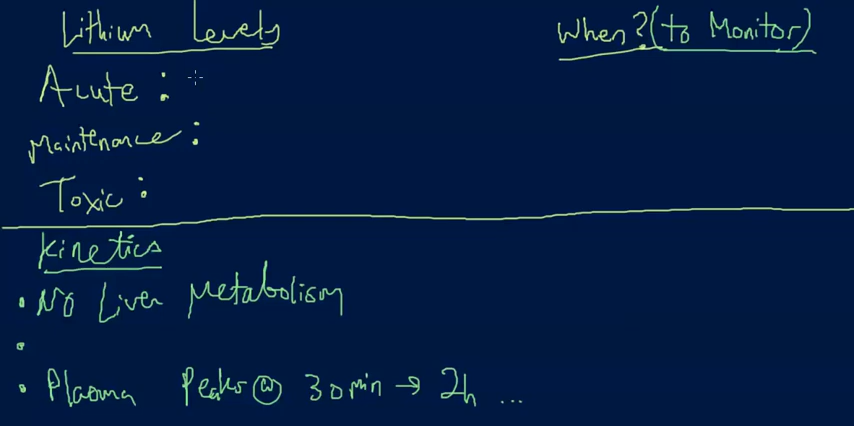 Lithium Levels
When? (to Monitor)
Acute :
Maintenance :
Toxic :
Kinetics
• No Liver Metabolism
•
• Plasma Peaks @ 30min → 2h ...